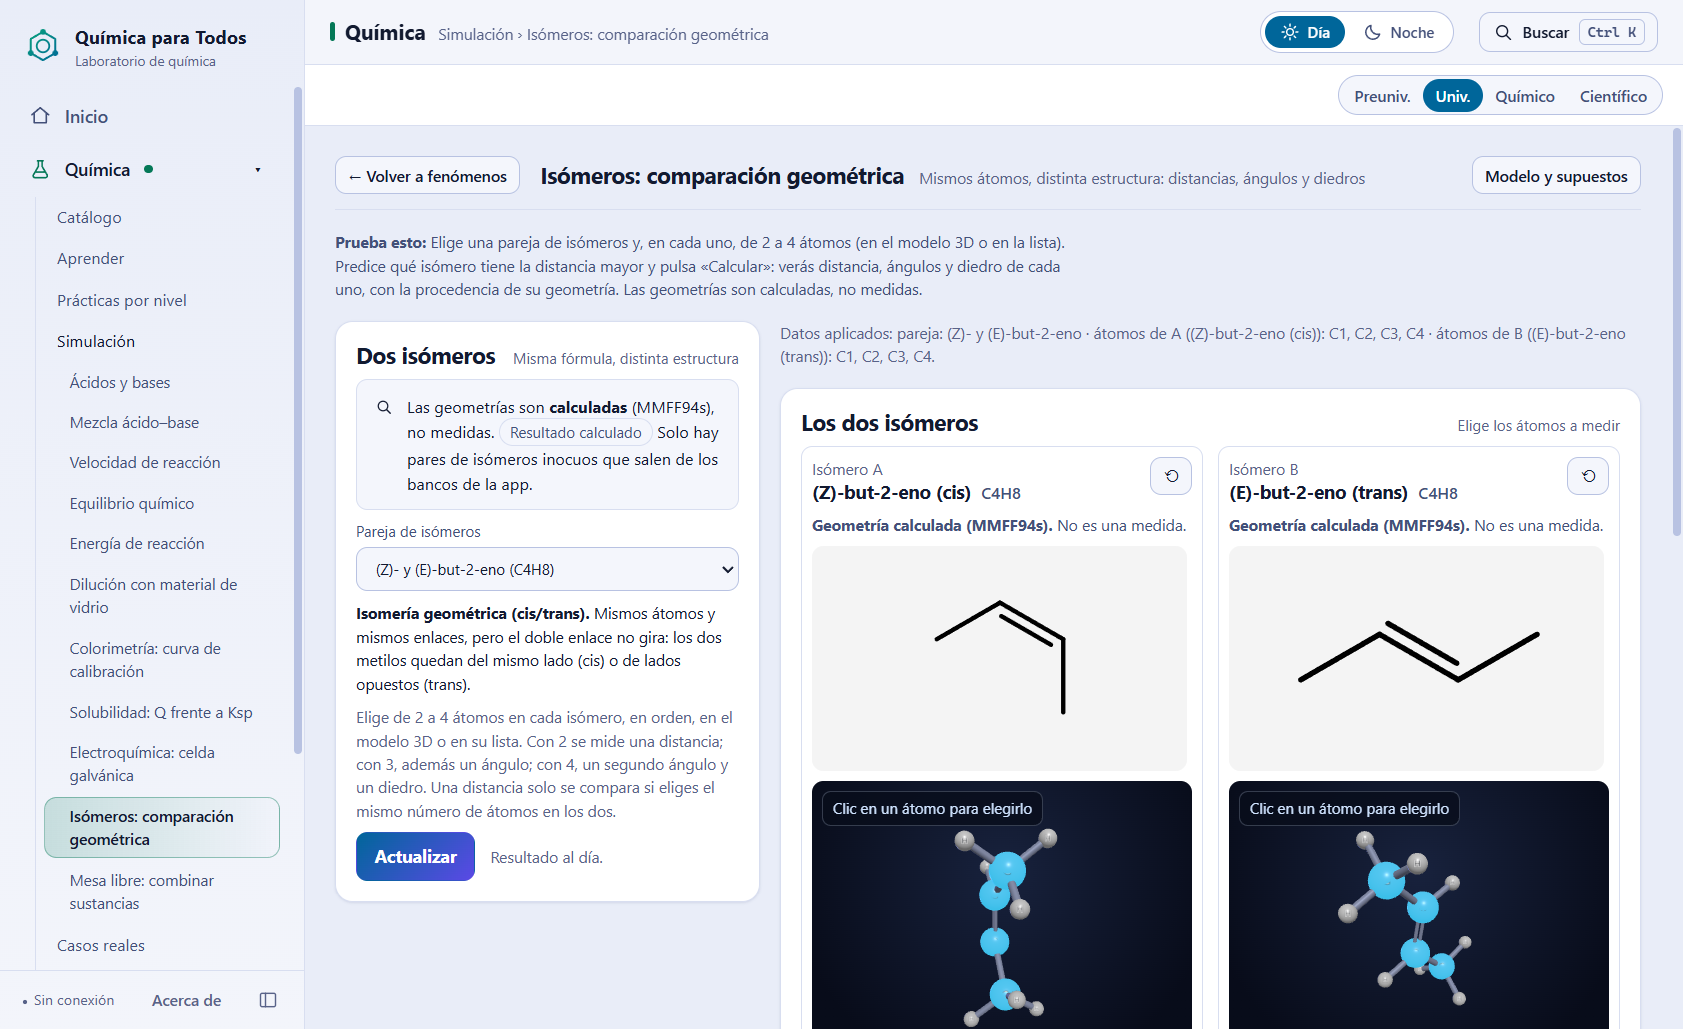 Química para Todos
Laboratorio de química
Inicio
Química
Catálogo
Aprender
Prácticas por nivel
Simulación
Ácidos y bases
Mezcla ácido–base
Velocidad de reacción
Equilibrio químico
Energía de reacción
Dilución con material de
vidrio
Colorimetría: curva de
calibración
Solubilidad: Q frente a Ksp
Electroquímica: celda
galvánica
Isómeros: comparación
geométrica
Mesa libre: combinar
sustancias
Casos reales
Sin conexión
Acerca de
Química Simulación › Isómeros: comparación geométrica
Día
Noche
Buscar Ctrl K
Preuniv.
Univ.
Químico
Científico
← Volver a fenómenos
Isómeros: comparación geométrica Mismos átomos, distinta estructura: distancias, ángulos y diedros
Modelo y supuestos
Prueba esto: Elige una pareja de isómeros y, en cada uno, de 2 a 4 átomos (en el modelo 3D o en la lista).
Predice qué isómero tiene la distancia mayor y pulsa «Calcular»: verás distancia, ángulos y diedro de cada
uno, con la procedencia de su geometría. Las geometrías son calculadas, no medidas.
Dos isómeros Misma fórmula, distinta estructura
Las geometrías son calculadas (MMFF94s),
no medidas. Resultado calculado Solo hay
pares de isómeros inocuos que salen de los
bancos de la app.
Pareja de isómeros
(Z)- y (E)-but-2-eno (C4H8)
Isomería geométrica (cis/trans). Mismos átomos y
mismos enlaces, pero el doble enlace no gira: los dos
metilos quedan del mismo lado (cis) o de lados
opuestos (trans).
Elige de 2 a 4 átomos en cada isómero, en orden, en el
modelo 3D o en su lista. Con 2 se mide una distancia;
con 3, además un ángulo; con 4, un segundo ángulo y
un diedro. Una distancia solo se compara si eliges el
mismo número de átomos en los dos.
Actualizar
Resultado al día.
Datos aplicados: pareja: (Z)- y (E)-but-2-eno · átomos de A ((Z)-but-2-eno (cis)): C1, C2, C3, C4 · átomos de B ((E)-but-2-eno
(trans)): C1, C2, C3, C4.
Los dos isómeros
Elige los átomos a medir
Isómero A
(Z)-but-2-eno (cis) C4H8
Geometría calculada (MMFF94s). No es una medida.
Clic en un átomo para elegirlo
Isómero B
(E)-but-2-eno (trans) C4H8
Geometría calculada (MMFF94s). No es una medida.
Clic en un átomo para elegirlo